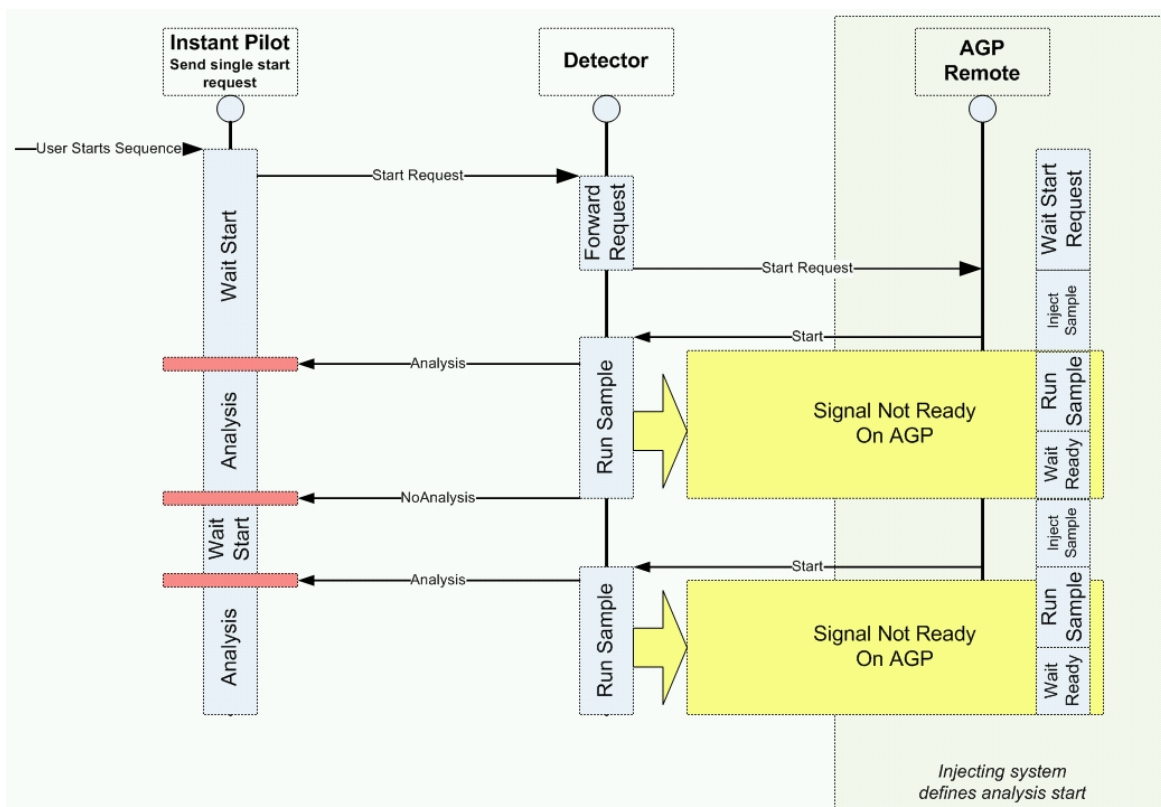 Instant Pilot
Send single start
request
Detector
AGP
Remote
User Starts Sequence
Start Request
Wait Start
Forward
Request
Wait Start
Request
Start Request
Inject
Sample
Start
Analysis
Analysis
Run Sample
Signal Not Ready
On AGP
Run
Sample
Wait
Ready
NoAnalysis
Wait
Start
Inject
Sample
Start
Analysis
Analysis
Run Sample
Signal Not Ready
On AGP
Run
Sample
Wait
Ready
Injecting system
defines analysis start